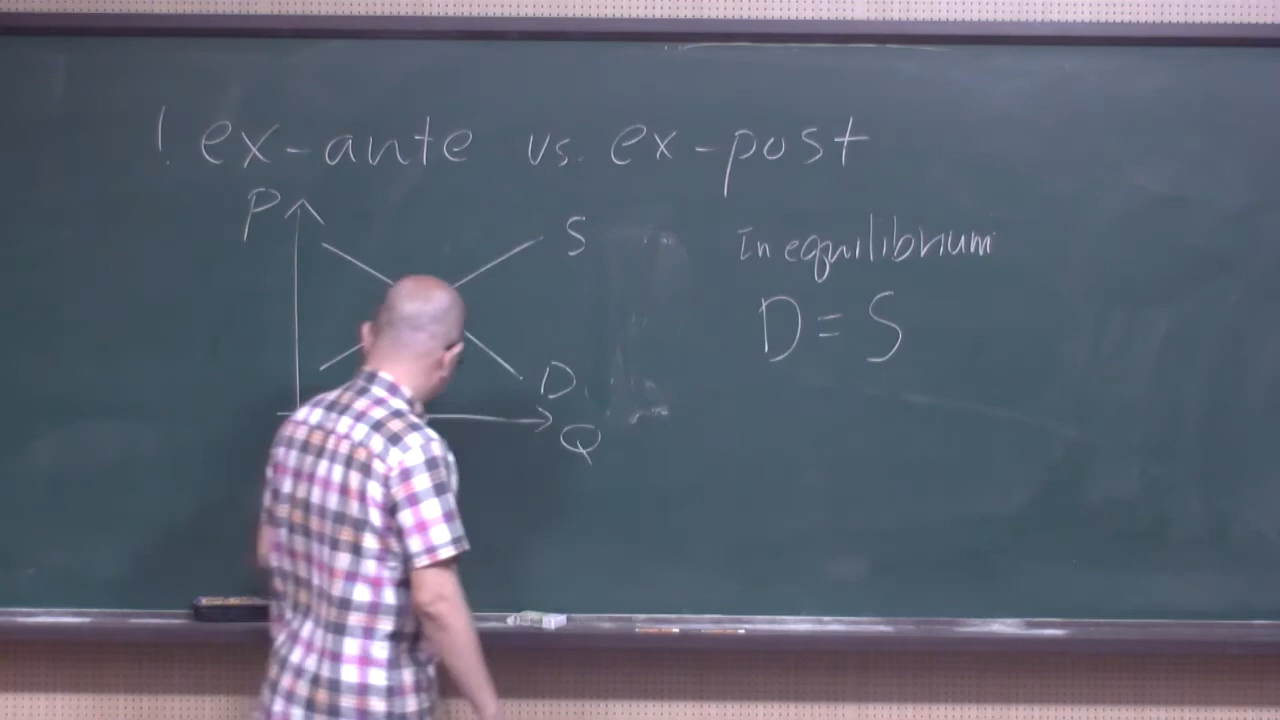 ! ex-ante vs. ex-post
P
S
In equilibrium
D = S
D
Q